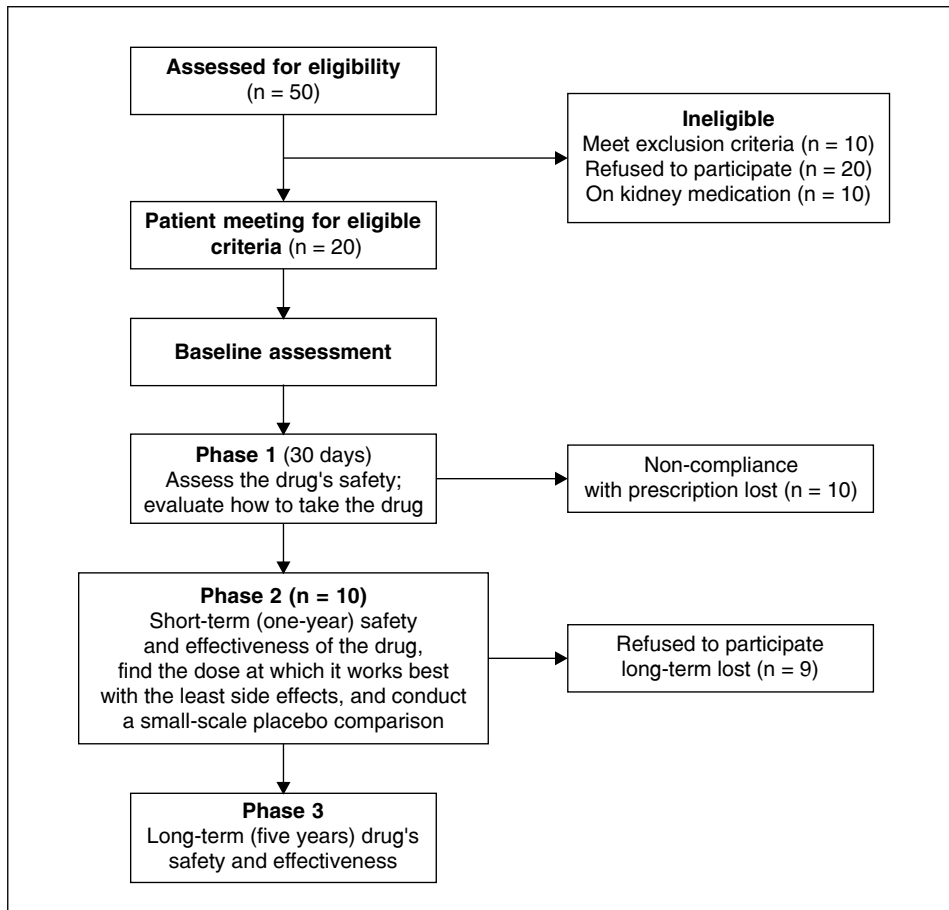 Assessed for eligibility
(n = 50)
Ineligible
Meet exclusion criteria (n = 10)
Refused to participate (n = 20)
On kidney medication (n = 10)
Patient meeting for eligible
criteria (n = 20)
Baseline assessment
Phase 1 (30 days)
Assess the drug's safety;
evaluate how to take the drug
Non-compliance
with prescription lost (n = 10)
Phase 2 (n = 10)
Short-term (one-year) safety
and effectiveness of the drug,
find the dose at which it works best
with the least side effects, and conduct
a small-scale placebo comparison
Refused to participate
long-term lost (n = 9)
Phase 3
Long-term (five years) drug's
safety and effectiveness